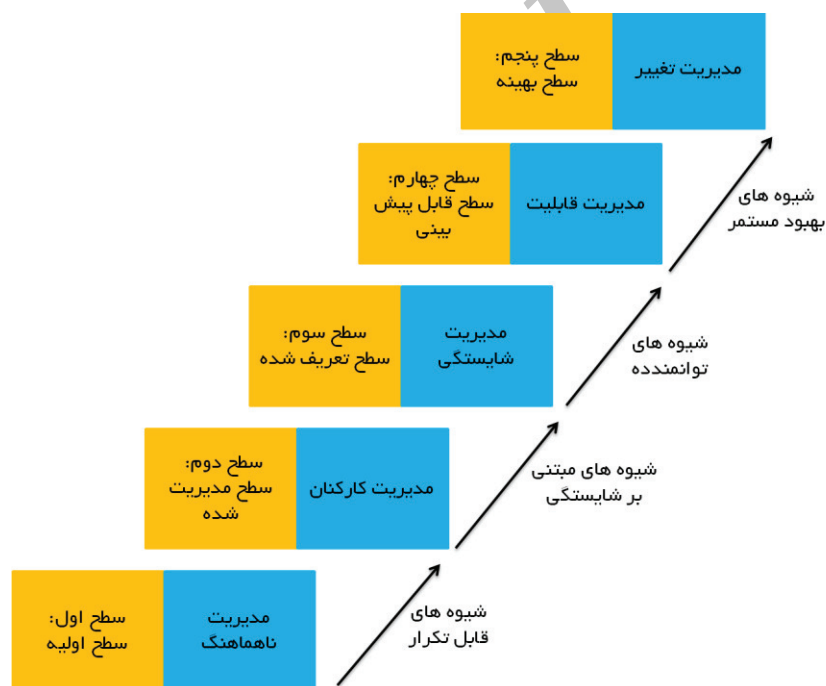 سطح پنجم:
سطح بهینه
مدیریت تغییر
سطح چهارم:
سطح قابل پیش
بینی
مدیریت قابلیت
شیوه های
بهبود مستمر
سطح سوم:
سطح تعریف شده
مدیریت
شایستگی
شیوه های
توانمندده
سطح دوم:
سطح مدیریت
شده
مدیریت کارکنان
شیوه های مبتنی
بر شایستگی
سطح اول:
سطح اولیه
مدیریت
ناهماهنگ
شیوه های
قابل تکرار